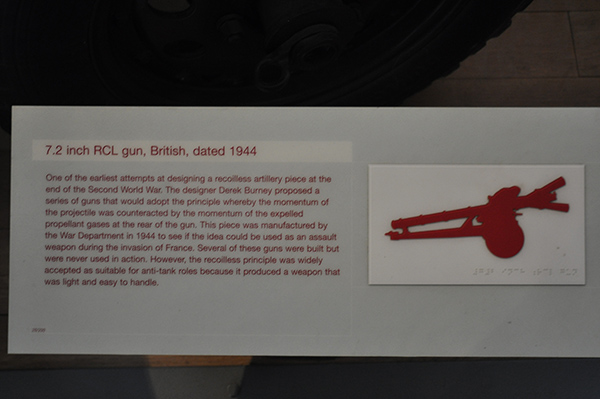 7.2 inch RCL gun, British, dated 1944
One of the earliest attempts at designing a recoilless artillery piece at the
end of the Second World War. The designer Derek Burney proposed a
series of guns that would adopt the principle whereby the momentum of
the projectile was counteracted by the momentum of the expelled
propellant gases at the rear of the gun. This piece was manufactured by
the War Department in 1944 to see if the idea could be used as an assault
weapon during the invasion of France. Several of these guns were built but
were never used in action. However, the recoilless principle was widely
accepted as suitable for anti-tank roles because it produced a weapon that
was light and easy to handle.